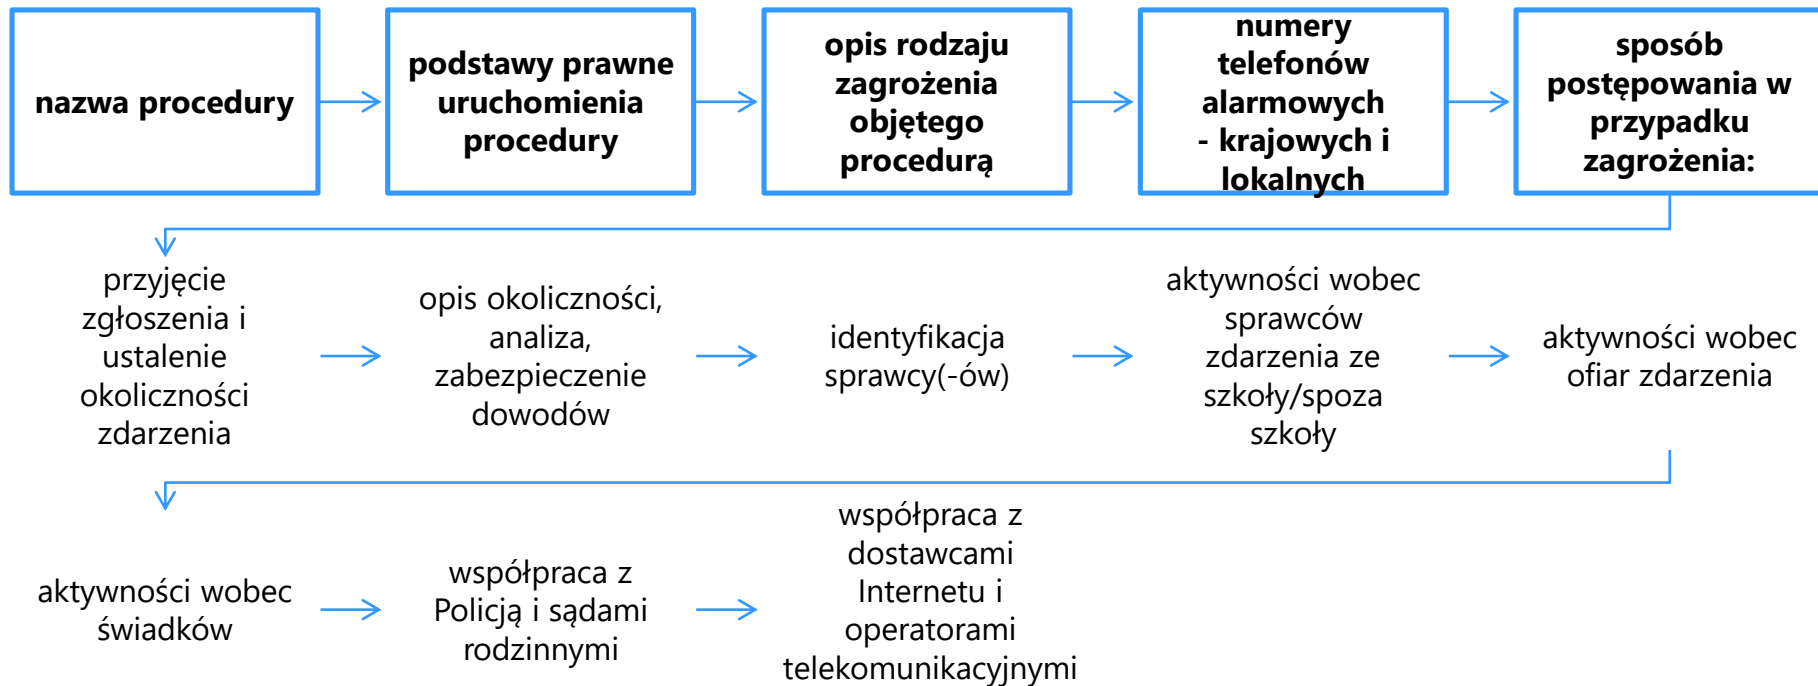 nazwa procedury
podstawy prawne
uruchomienia
procedury
opis rodzaju
zagrożenia
objętego
procedurą
numery
telefonów
alarmowych
- krajowych i
lokalnych
sposób
postępowania w
przypadku
zagrożenia:
przyjęcie
zgłoszenia i
ustalenie
okoliczności
zdarzenia
opis okoliczności,
analiza,
zabezpieczenie
dowodów
identyfikacja
sprawcy(-ów)
aktywności wobec
sprawców
zdarzenia ze
szkoły/spoza
szkoły
aktywności wobec
ofiar zdarzenia
aktywności wobec
świadków
współpraca z
Policją i sądami
rodzinnymi
współpraca z
dostawcami
Internetu i
operatorami
telekomunikacyjnymi